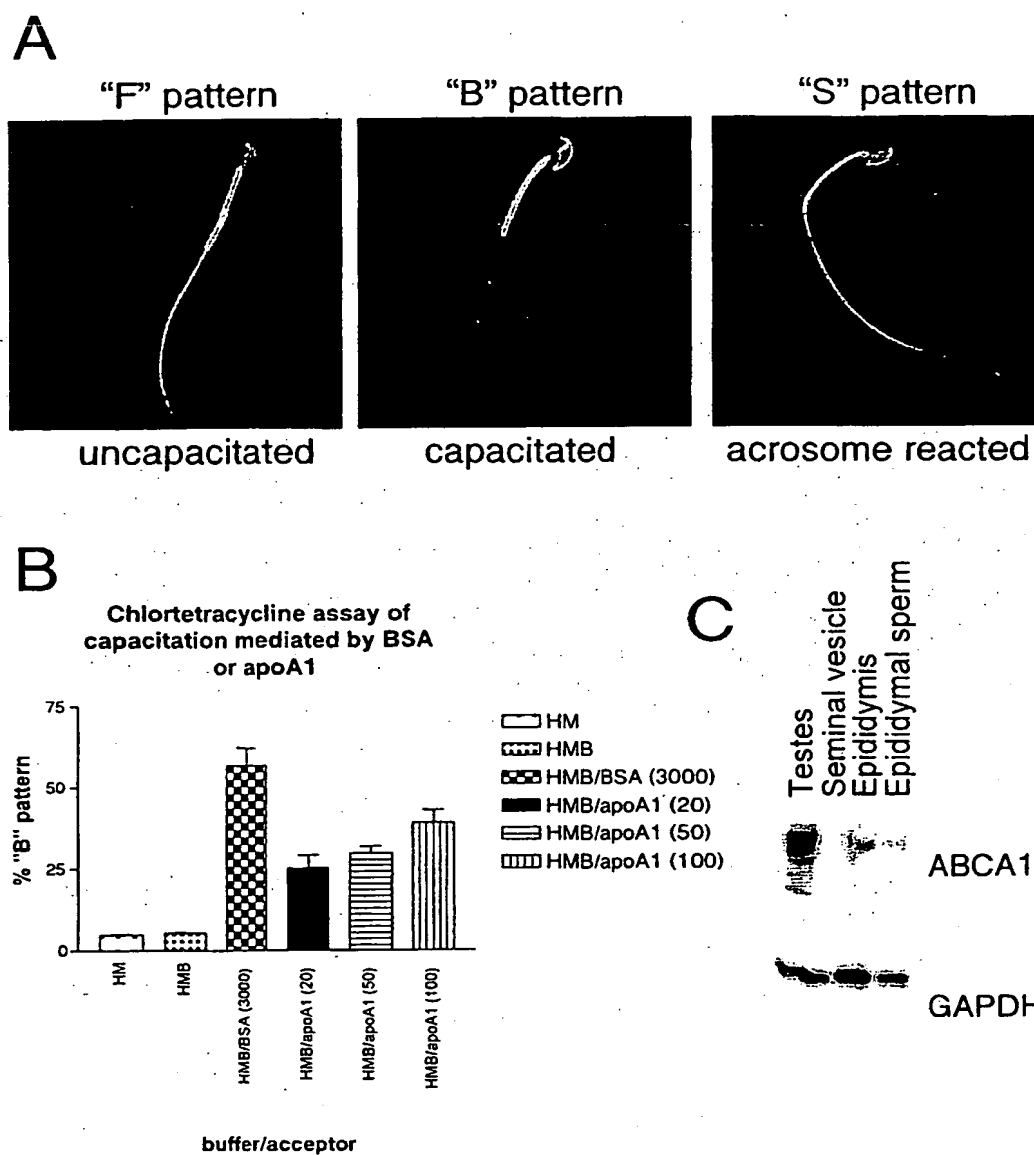 A
"F" pattern
"B" pattern
"S" pattern
uncapacitated
capacitated
acrosome reacted
B
Chlortetracycline assay of
capacitation mediated by BSA
or apoA1
75
50
25
0
% "B" pattern
HM
HMB
HMB/BSA (3000)
HMB/apoA1 (20)
HMB/apoA1 (50)
HMB/apoA1 (100)
buffer/acceptor
HM
HMB
HMB/BSA (3000)
HMB/apoA1 (20)
HMB/apoA1 (50)
HMB/apoA1 (100)
C
Testes
Seminal vesicle
Epididymis
Epididymal sperm
ABCA1
GAPDH